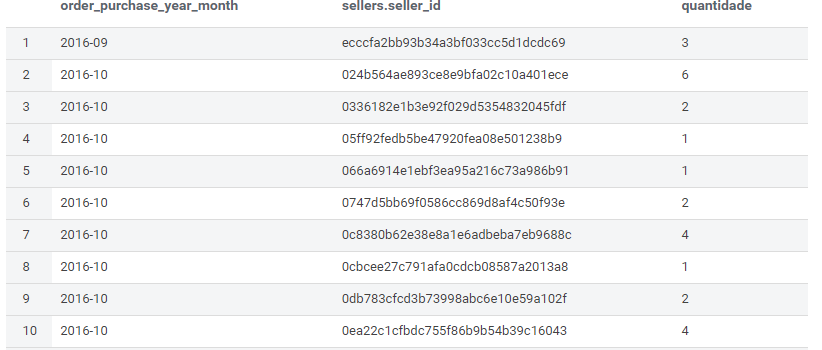 order_purchase_year_month sellers.seller_id quantidade
1 2016-09 ecccfa2bb93b34a3bf033cc5d1dcdc69 3
2 2016-10 024b564ae893ce8e9bfa02c10a401ece 6
3 2016-10 0336182e1b3e92f029d5354832045fdf 2
4 2016-10 05ff92fedb5be47920fea08e501238b9 1
5 2016-10 066a6914e1ebf3ea95a216c73a986b91 1
6 2016-10 0747d5bb69f0586cc869d8af4c50f93e 2
7 2016-10 0c8380b62e38e8a1e6adbeba7eb9688c 4
8 2016-10 0cbcee27c791afa0cdcb08587a2013a8 1
9 2016-10 0db783cfcd3b73998abc6e10e59a102f 2
10 2016-10 0ea22c1cfbdc755f86b9b54b39c16043 4